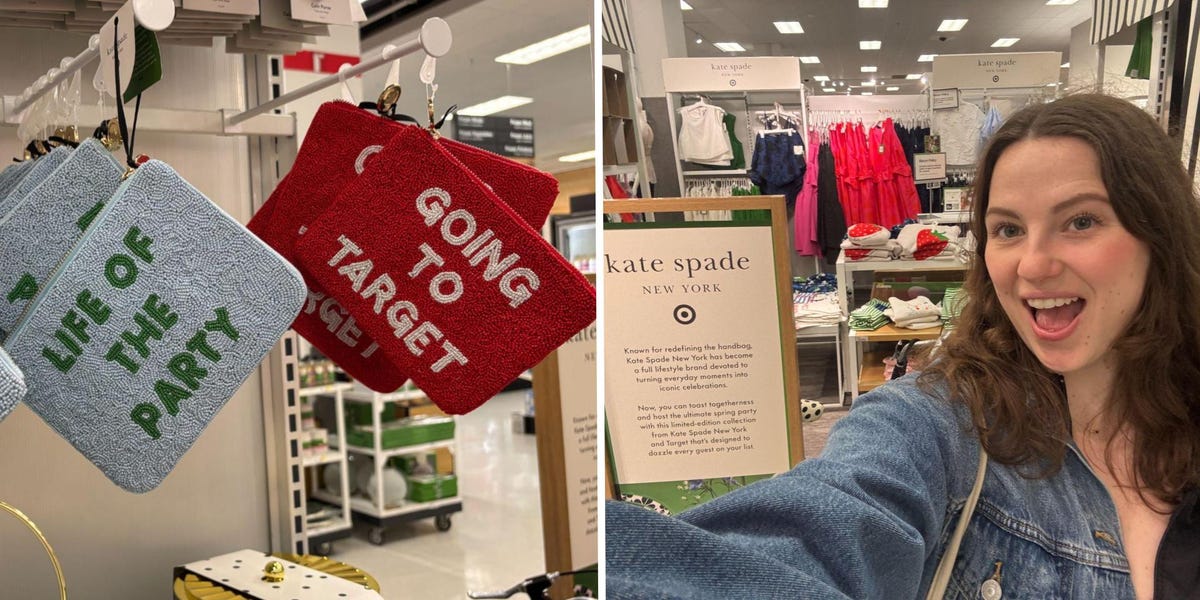 LIFE OF
THE
PARTY
GOING
TO
TARGET
kate spade
NEW YORK
kate spade
NEW YORK
kate spade
NEW YORK
Known for redefining the handbag,
Kate Spade New York has become
a full lifestyle brand devoted to
turning everyday moments into
iconic celebrations.
Now, you can toast togetherness
and host the ultimate spring party
with this limited-edition collection
from Kate Spade New York
and Target that's designed to
dazzle every guest on your list.